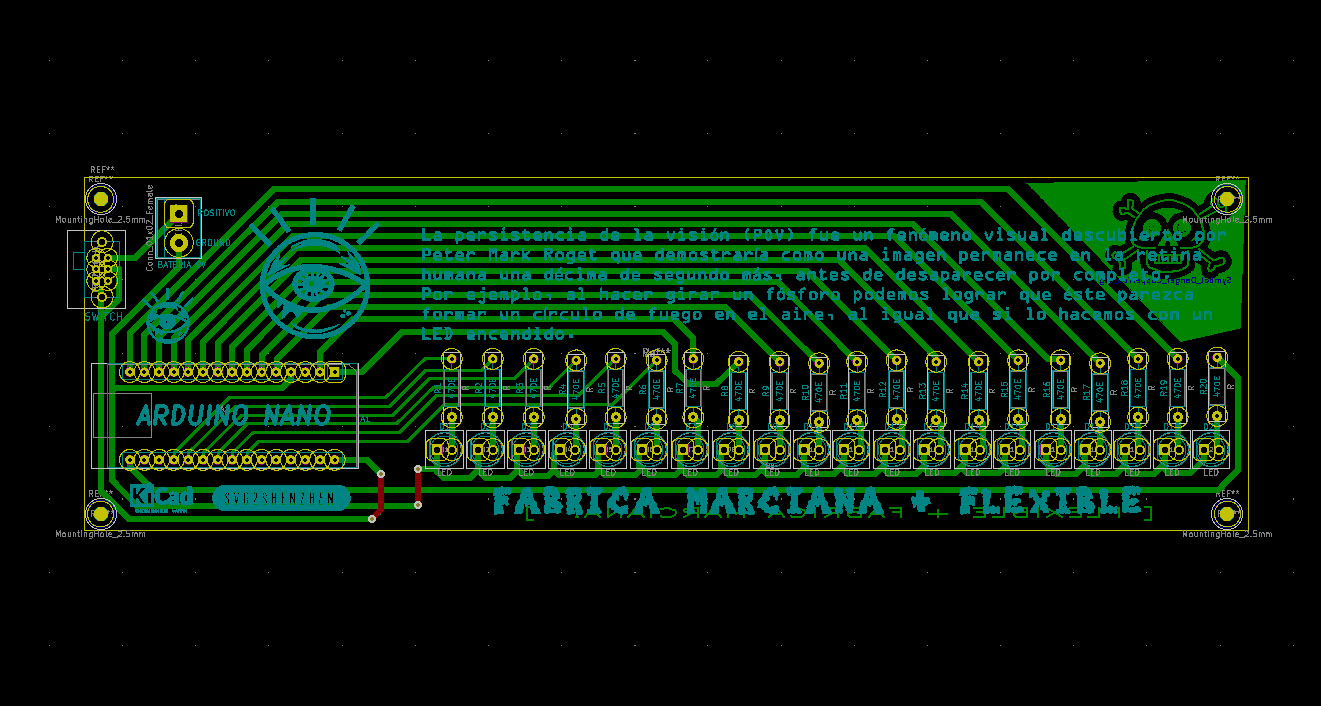 REF**
REF**
MountingHole_2.5mm
Conn_01x02_Female
POSITIVO
GROUND
BATERIA 9V
SWITCH
REF**
MountingHole_2.5mm
La persistencia de la visión (POV) fue un fenómeno visual descubierto por
Peter Mark Roget que demostraría como una imagen permanece en la retina
humana una décima de segundo más, antes de desaparecer por completo.
Por ejemplo, al hacer girar un fósforo podemos lograr que éste parezca
formar un círculo de fuego en el aire, al igual que si lo hacemos con un
LED encendido.
R2 470E R
R3 470E R
R4 470E R
R5 470E R
R6 470E R
R7 470E R
R8 470E R
R9 470E R
R10 470E R
R11 470E R
R12 470E R
R13 470E R
R14 470E R
R15 470E R
R16 470E R
R17 470E R
R18 470E R
R19 470E R
R20 470E R
ARDUINO NANO
LED LED LED LED LED LED LED LED LED LED LED LED LED LED LED LED LED LED LED LED
REF**
MountingHole_2.5mm
KiCad
DESIGNED WITH
SVG2SHENZHEN
FABRICA MARCIANA + FLEXIBLE
[ FLEXIBLE + FABRICA MARCIANA ]
REF**
MountingHole_2.5mm